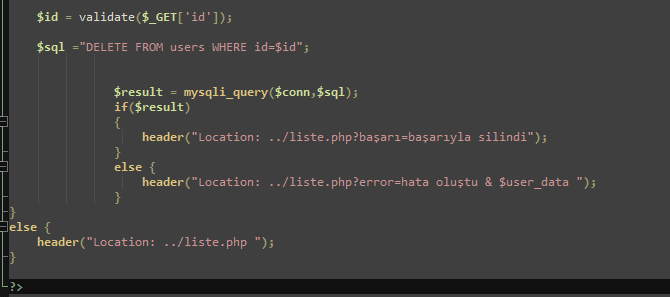 $id = validate($_GET['id']);
$sql ="DELETE FROM users WHERE id=$id";
$result = mysqli_query($conn,$sql);
if($result)
{
header("Location: ../liste.php?başarı=başarıyla silindi");
}
else {
header("Location: ../liste.php?error=hata oluştu & $user_data ");
}
}
else {
header("Location: ../liste.php ");
}
?>